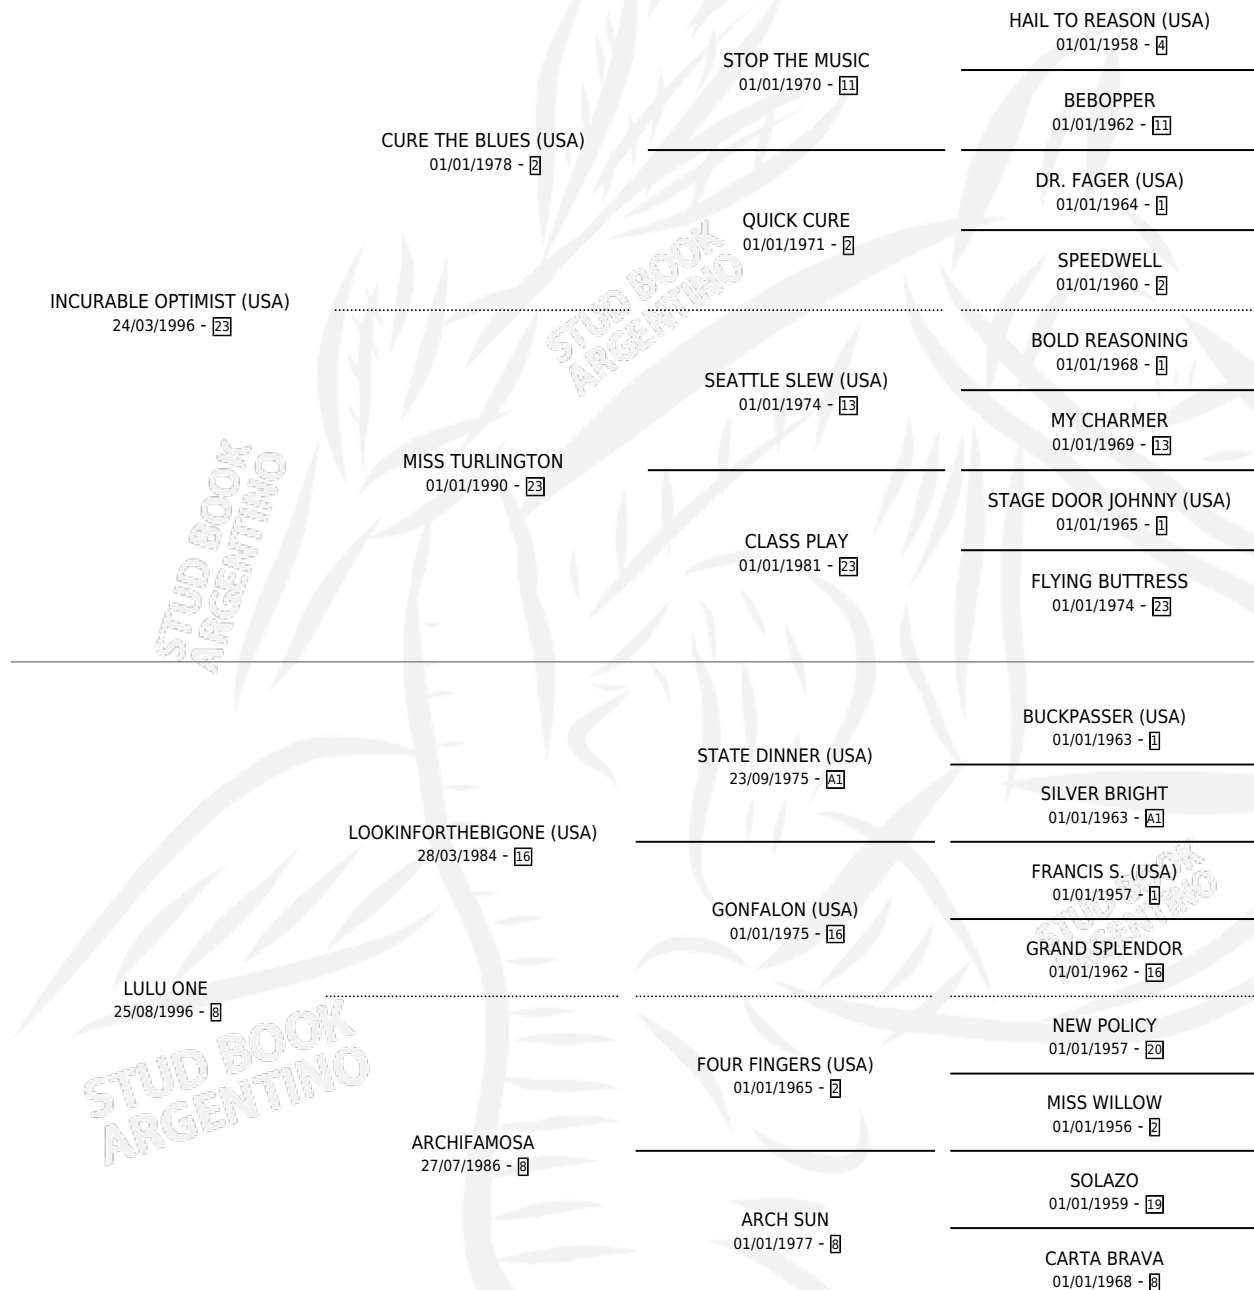 HAIL TO REASON (USA)
01/01/1958 - 4
STOP THE MUSIC
01/01/1970 - 11
BEBOPPER
01/01/1962 - 11
CURE THE BLUES (USA)
01/01/1978 - 2
DR. FAGER (USA)
01/01/1964 - 1
QUICK CURE
01/01/1971 - 2
SPEEDWELL
01/01/1960 - 2
INCURABLE OPTIMIST (USA)
24/03/1996 - 23
BOLD REASONING
01/01/1968 - 1
SEATTLE SLEW (USA)
01/01/1974 - 13
MY CHARMER
01/01/1969 - 13
MISS TURLINGTON
01/01/1990 - 23
STAGE DOOR JOHNNY (USA)
01/01/1965 - 1
CLASS PLAY
01/01/1981 - 23
FLYING BUTTRESS
01/01/1974 - 23
BUCKPASSER (USA)
01/01/1963 - 1
STATE DINNER (USA)
23/09/1975 - A1
SILVER BRIGHT
01/01/1963 - A1
LOOKINFORTHEBIGONE (USA)
28/03/1984 - 16
FRANCIS S. (USA)
01/01/1957 - 1
GONFALON (USA)
01/01/1975 - 16
GRAND SPLENDOR
01/01/1962 - 16
LULU ONE
25/08/1996 - 8
NEW POLICY
01/01/1957 - 20
FOUR FINGERS (USA)
01/01/1965 - 2
MISS WILLOW
01/01/1956 - 2
ARCHIFAMOSA
27/07/1986 - 8
SOLAZO
01/01/1959 - 19
ARCH SUN
01/01/1977 - 8
CARTA BRAVA
01/01/1968 - 8
STUD BOOK
ARGENTINO
STUD BOOK
ARGENTINO
STUD BOOK
ARGENTINO
STUD BOOK
ARGENTINO